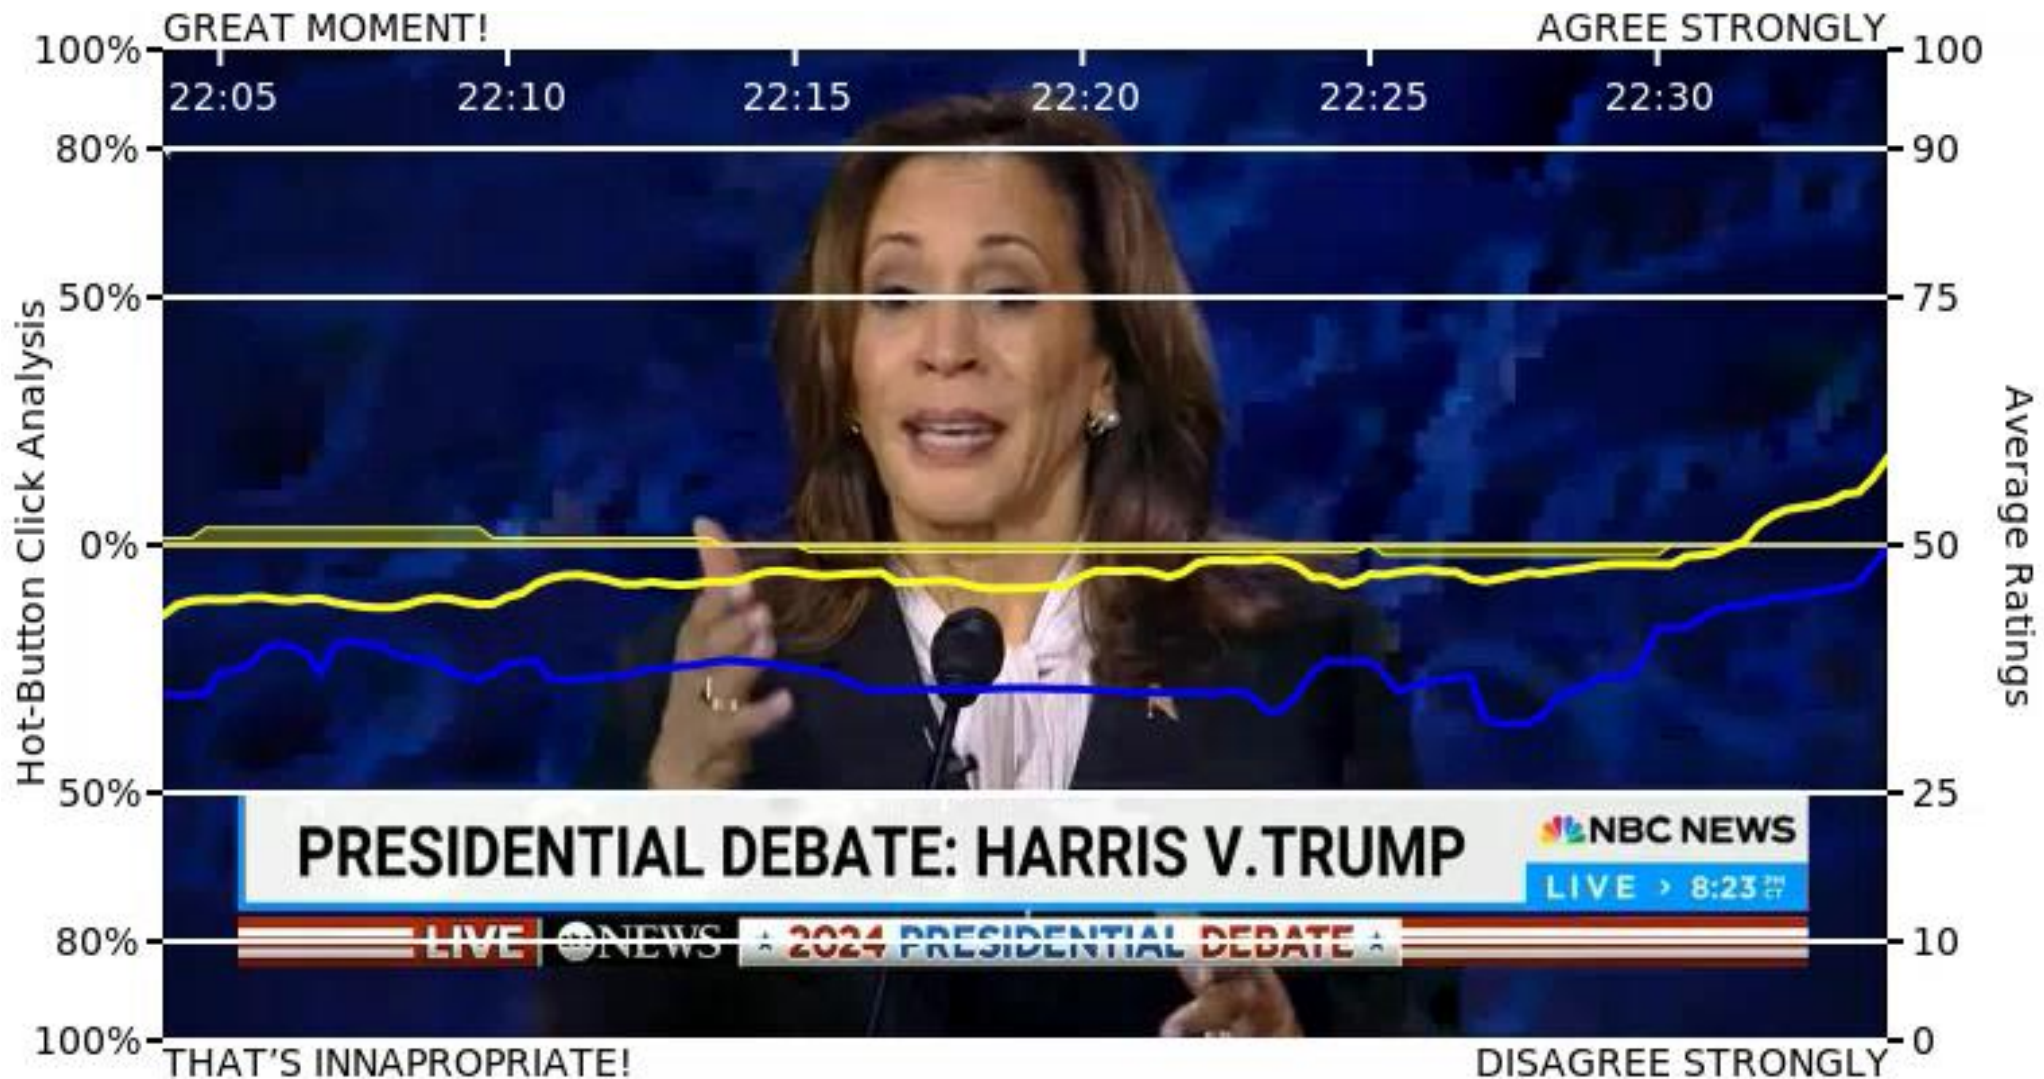 GREAT MOMENT!
AGREE STRONGLY
100%
100
22:05
22:10
22:15
22:20
22:25
22:30
80%
90
50%
75
Hot-Button Click Analysis
Average Ratings
0%
50
50%
25
PRESIDENTIAL DEBATE: HARRIS V.TRUMP
NBC NEWS
LIVE > 8:23 PM CT
80%
LIVE
NEWS
2024 PRESIDENTIAL DEBATE
10
100%
0
THAT’S INNAPROPRIATE!
DISAGREE STRONGLY